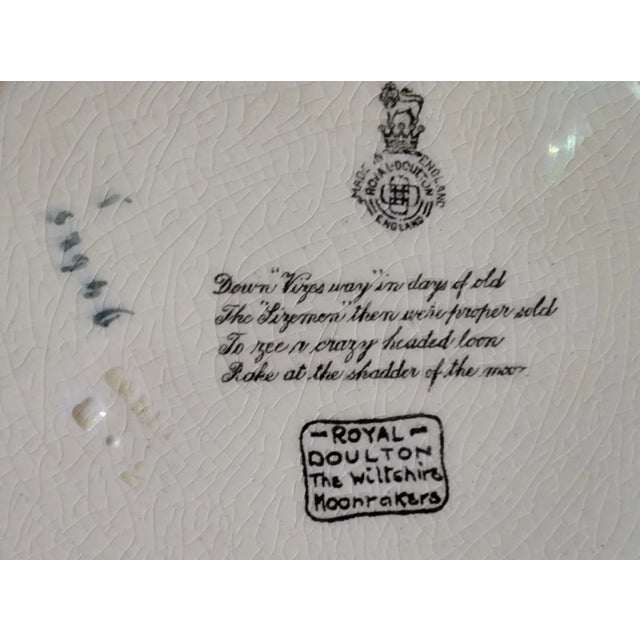 MADE IN ENGLAND
ROYAL DOULTON
ENGLAND
Down "Vizes way" in days of old
The "Sizemen" then were proper sold
To zee a crazy headed loon
Rake at the shadder of the moon
- ROYAL -
DOULTON
The Wiltshire
Moonrakers